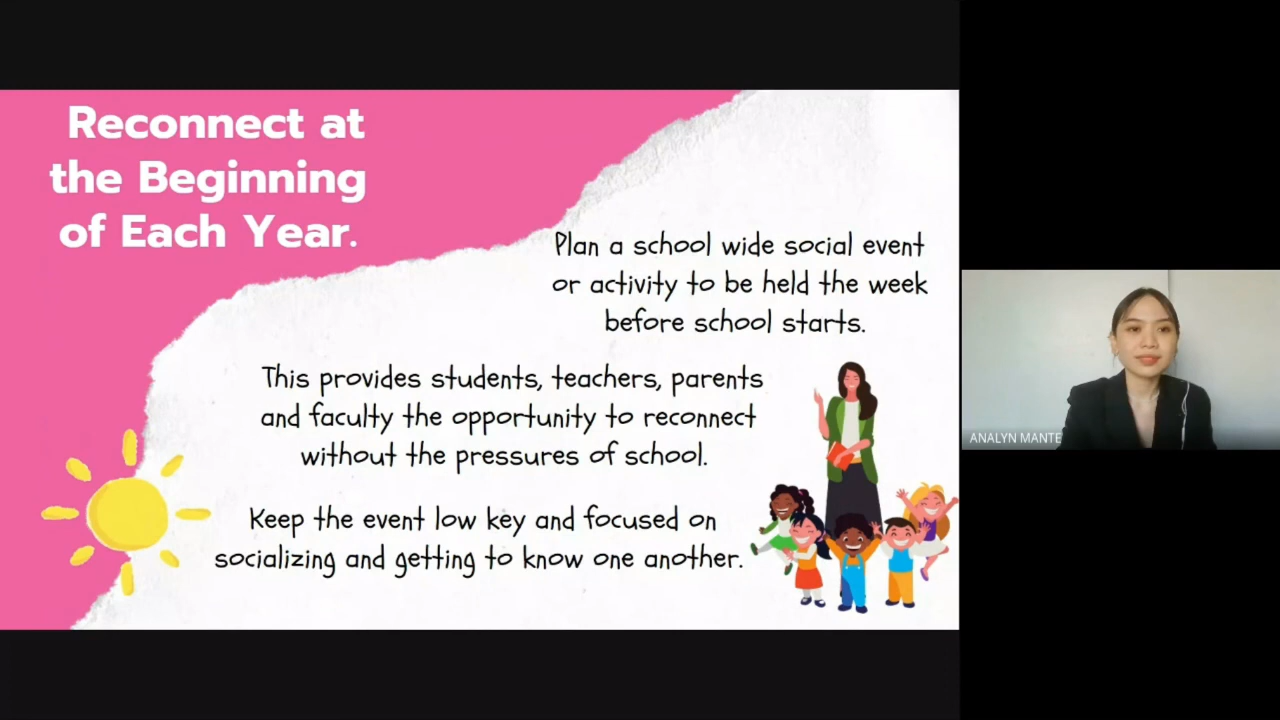 Reconnect at
the Beginning
of Each Year.
Plan a school wide social event
or activity to be held the week
before school starts.
This provides students, teachers, parents
and faculty the opportunity to reconnect
without the pressures of school.
Keep the event low key and focused on
socializing and getting to know one another.
ANALYN MANTE